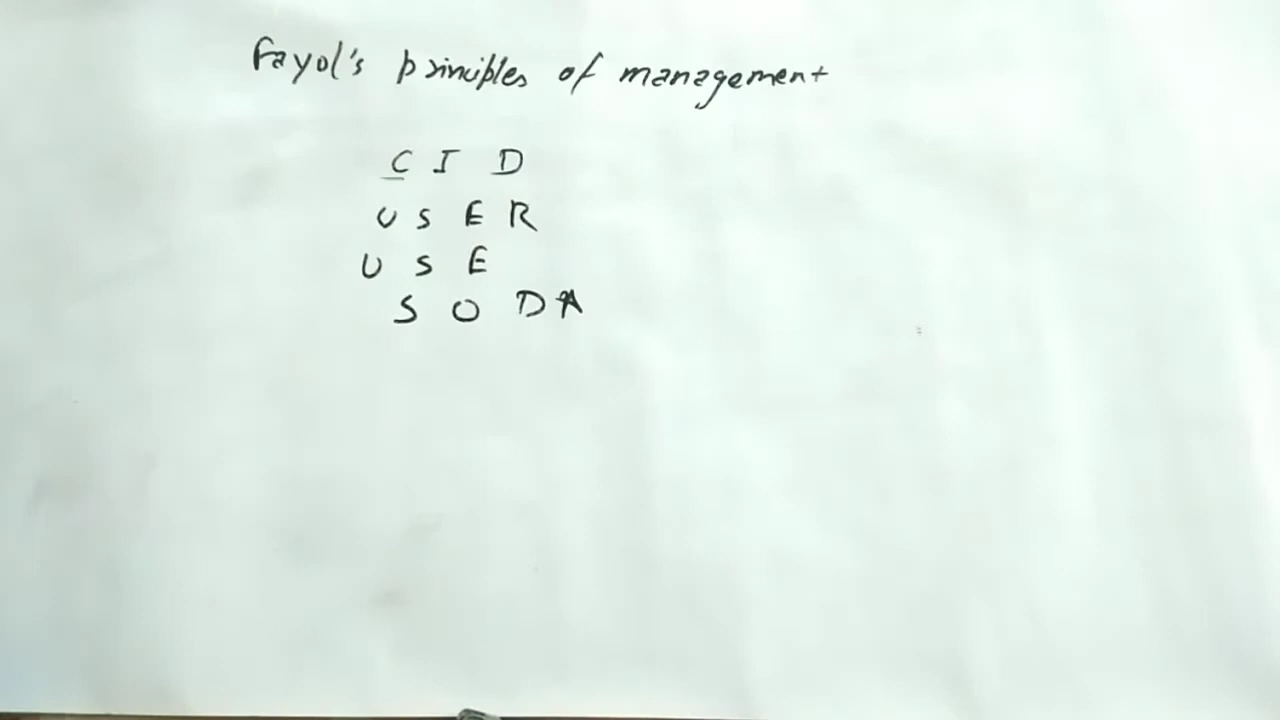 Fayol's principles of management
C I D
U S E R
U S E
S O D A